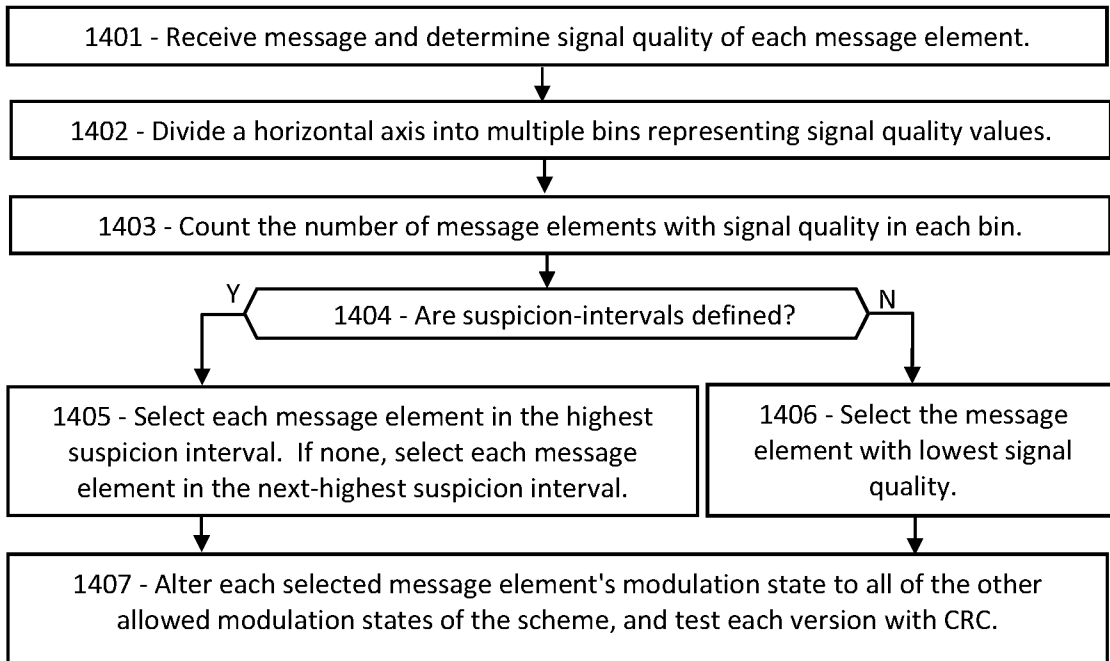 1401 - Receive message and determine signal quality of each message element.
1402 - Divide a horizontal axis into multiple bins representing signal quality values.
1403 - Count the number of message elements with signal quality in each bin.
Y
1404 - Are suspicion-intervals defined?
N
1405 - Select each message element in the highest
suspicion interval.  If none, select each message
element in the next-highest suspicion interval.
1406 - Select the message
element with lowest signal
quality.
1407 - Alter each selected message element's modulation state to all of the other
allowed modulation states of the scheme, and test each version with CRC.